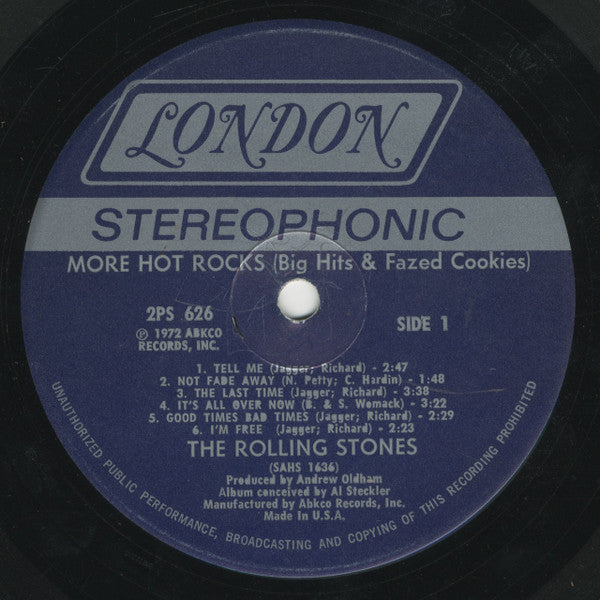 LONDON
STEREOPHONIC
MORE HOT ROCKS (Big Hits & Fazed Cookies)
2PS 626
SIDE 1
℗ 1972 ABKCO
RECORDS, INC.
1. TELL ME (Jagger; Richard) - 2:47
2. NOT FADE AWAY (N. Petty; C. Hardin) - 1:48
3. THE LAST TIME (Jagger; Richard) - 3:38
4. IT'S ALL OVER NOW (B. & S. Womack) - 3:22
5. GOOD TIMES BAD TIMES (Jagger; Richard) - 2:29
6. I'M FREE (Jagger; Richard) - 2:23
THE ROLLING STONES
(SAHS 1636)
Produced by Andrew Oldham
Album conceived by Al Steckler
Manufactured by Abkco Records, Inc.
Made in U.S.A.
UNAUTHORIZED PUBLIC PERFORMANCE, BROADCASTING AND COPYING OF THIS RECORDING PROHIBITED